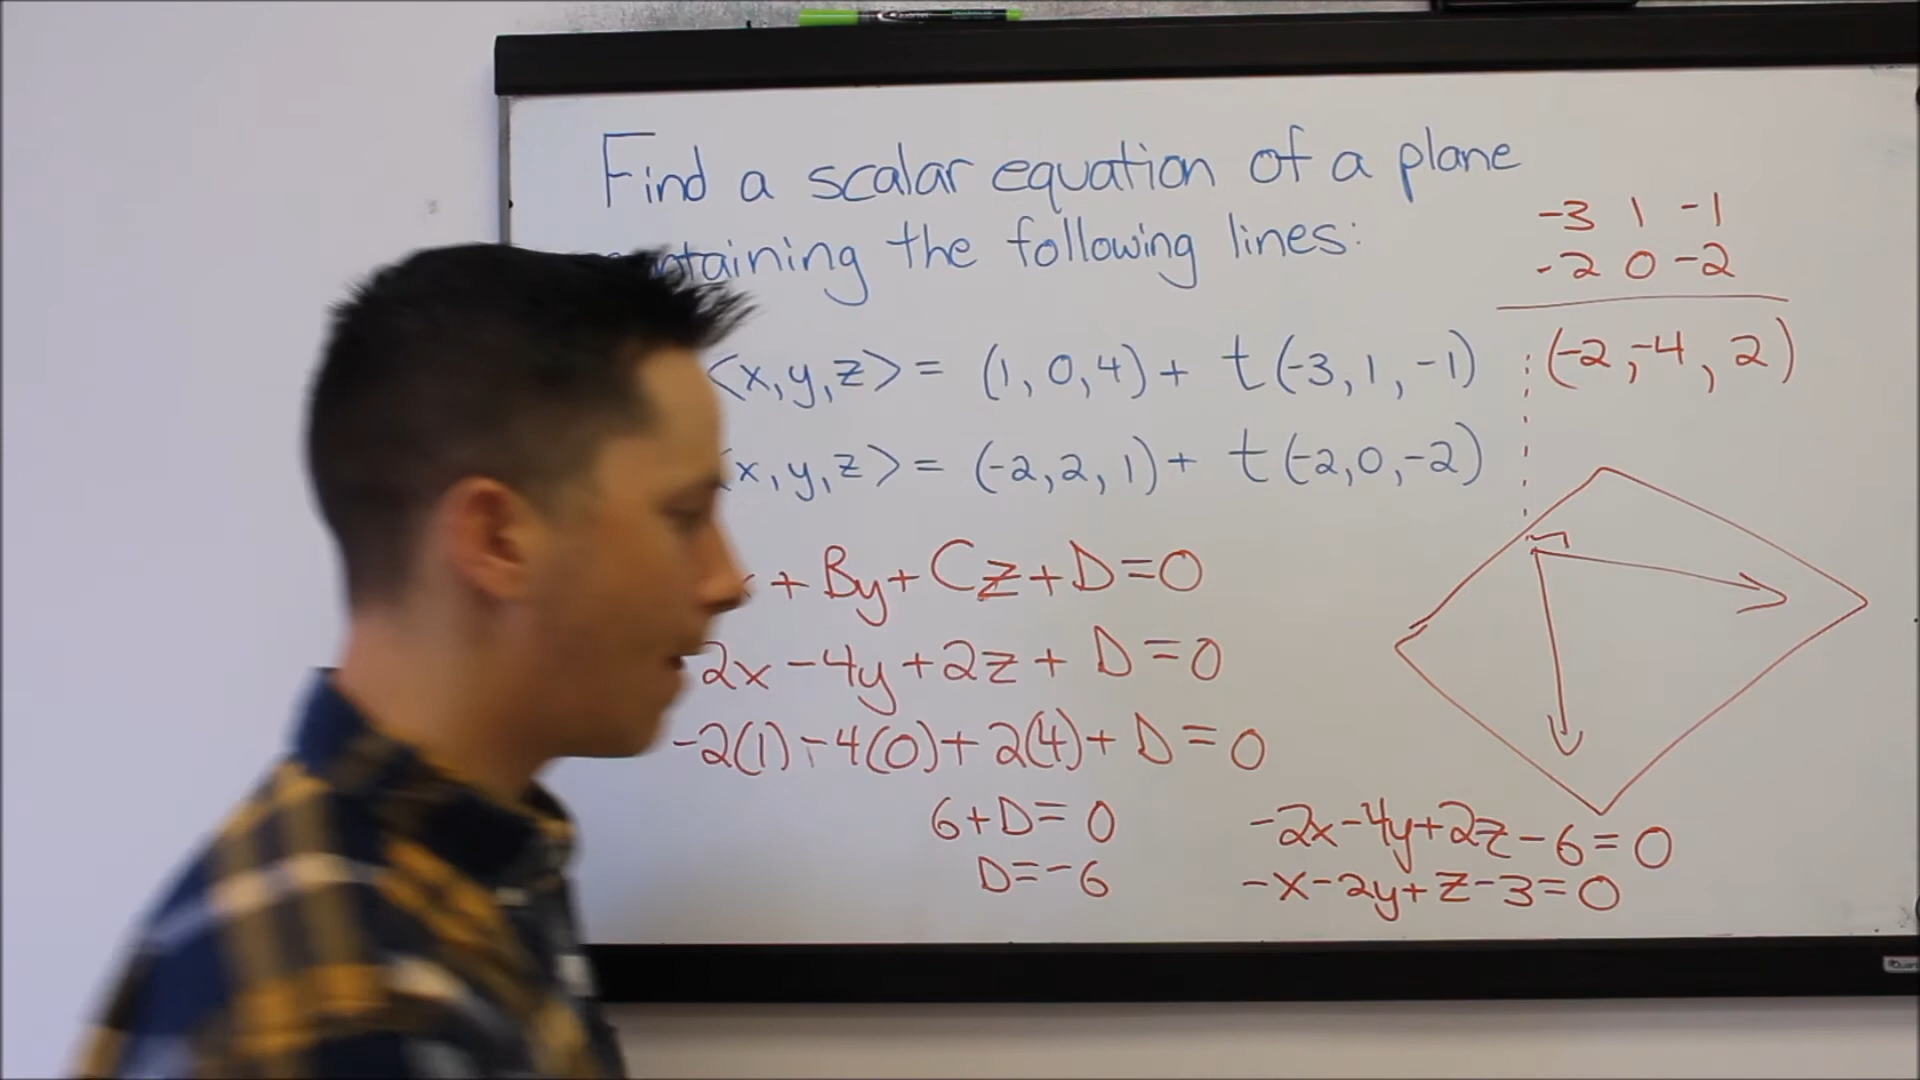 Find a scalar equation of a plane
containing the following lines:
<x,y,z> = (1,0,4) + t(-3,1,-1)
x,y,z> = (-2,2,1) + t(-2,0,-2)
-3 1 -1
-2 0 -2
(-2,-4,2)
+ By + Cz + D = 0
2x - 4y + 2z + D = 0
-2(1) - 4(0) + 2(4) + D = 0
6 + D = 0
D = -6
-2x - 4y + 2z - 6 = 0
-x - 2y + z - 3 = 0